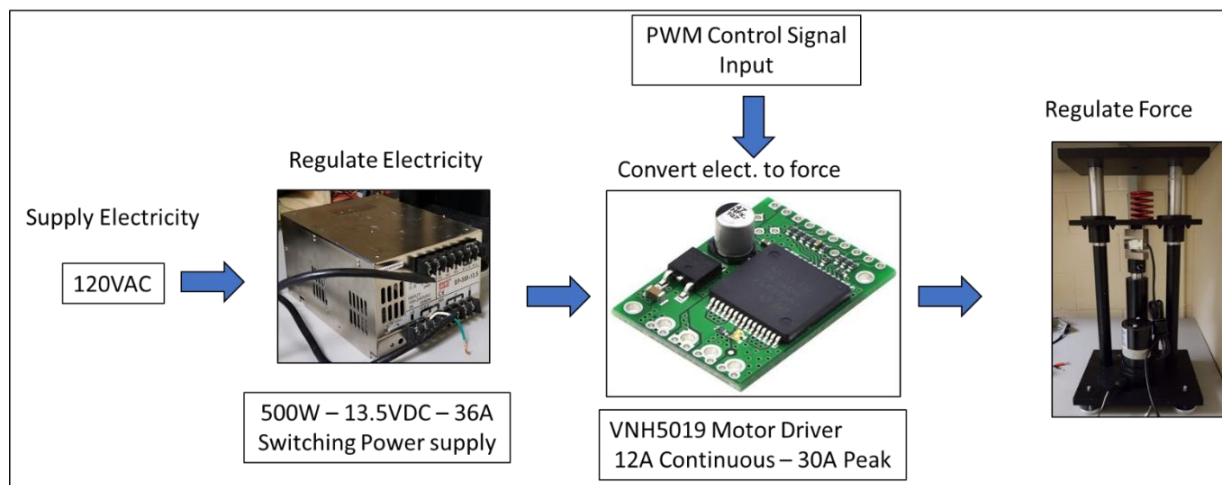 PWM Control Signal
Input
Regulate Force
Regulate Electricity
Convert elect. to force
Supply Electricity
120VAC
500W – 13.5VDC – 36A
Switching Power supply
VNH5019 Motor Driver
12A Continuous – 30A Peak